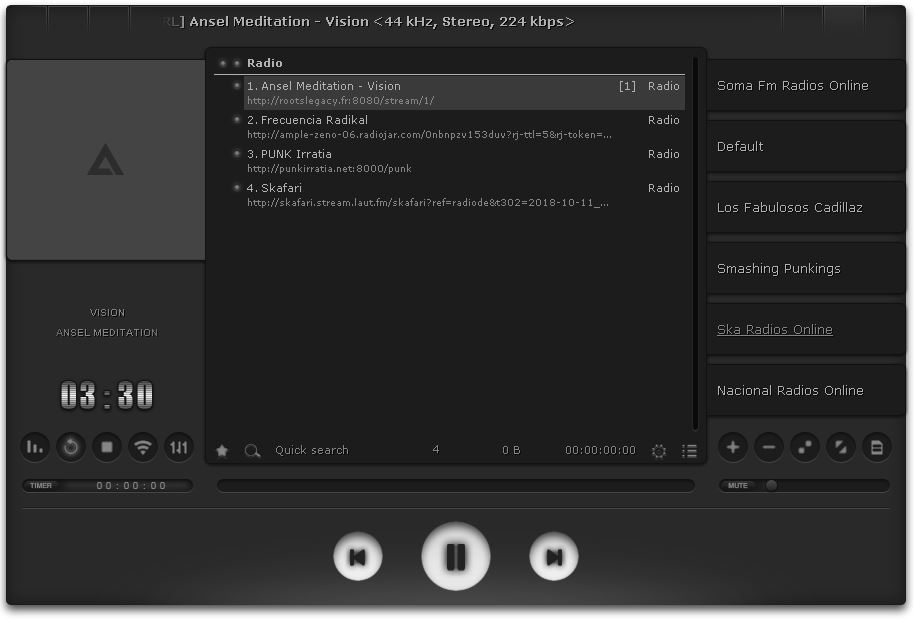 RL] Ansel Meditation - Vision <44 kHz, Stereo, 224 kbps>
Radio
1. Ansel Meditation - Vision [1] Radio
http://rootslegacy.fr:8080/stream/1/
2. Frecuencia Radikal Radio
http://ample-zeno-06.radiojar.com/0nbnpzv153duv?rj-ttl=5&rj-token=...
3. PUNK Irratia Radio
http://punkirratia.net:8000/punk
4. Skafari Radio
http://skafari.stream.laut.fm/skafari?ref=radiode&t302=2018-10-11_...
Quick search 4 0 B 00:00:00:00
VISION
ANSEL MEDITATION
03:30
TIMER 00:00:00
Soma Fm Radios Online
Default
Los Fabulosos Cadillaz
Smashing Punkings
Ska Radios Online
Nacional Radios Online
MUTE